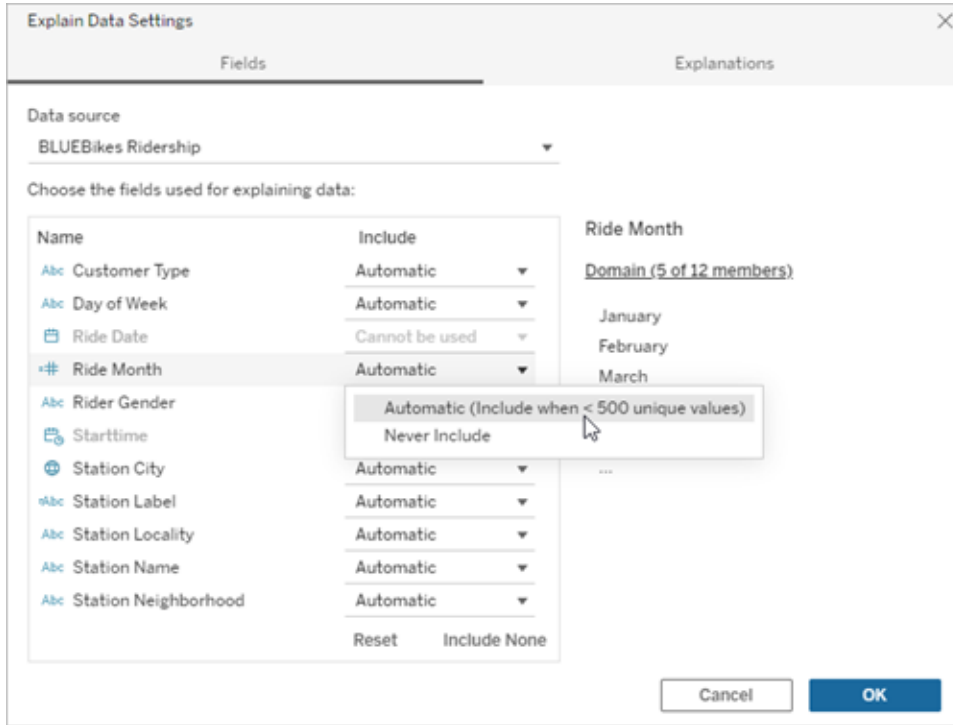 Explain Data Settings
Fields
Explanations
Data source
BLUEBikes Ridership
Choose the fields used for explaining data:
Name Include
Abc Customer Type Automatic
Abc Day of Week Automatic
Ride Date Cannot be used
# Ride Month Automatic
Abc Rider Gender
Starttime
Station City Automatic
Abc Station Label Automatic
Abc Station Locality Automatic
Abc Station Name Automatic
Abc Station Neighborhood Automatic
Reset Include None
Automatic (Include when < 500 unique values)
Never Include
Ride Month
Domain (5 of 12 members)
January
February
March
...
Cancel OK